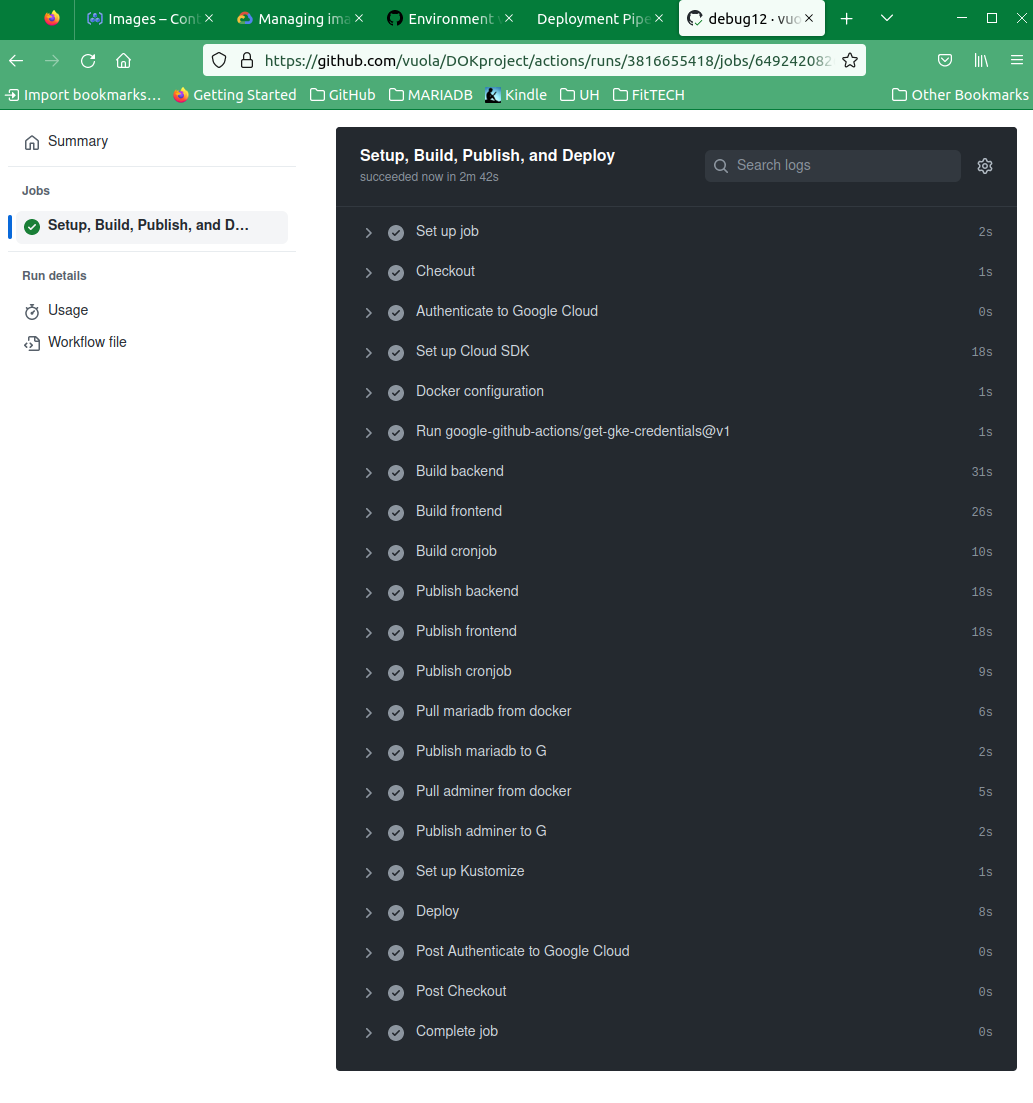 Images – Cont
Managing ima
Environment v
Deployment Pipe
debug12 · vuo
https://github.com/vuola/DOKproject/actions/runs/3816655418/jobs/649242082
Import bookmarks...
Getting Started
GitHub
MARIADB
Kindle
UH
FitTECH
Other Bookmarks
Summary
Jobs
Setup, Build, Publish, and D...
Run details
Usage
Workflow file
Setup, Build, Publish, and Deploy
succeeded now in 2m 42s
Search logs
Set up job 2s
Checkout 1s
Authenticate to Google Cloud 0s
Set up Cloud SDK 18s
Docker configuration 1s
Run google-github-actions/get-gke-credentials@v1 1s
Build backend 31s
Build frontend 26s
Build cronjob 10s
Publish backend 18s
Publish frontend 18s
Publish cronjob 9s
Pull mariadb from docker 6s
Publish mariadb to G 2s
Pull adminer from docker 5s
Publish adminer to G 2s
Set up Kustomize 1s
Deploy 8s
Post Authenticate to Google Cloud 0s
Post Checkout 0s
Complete job 0s